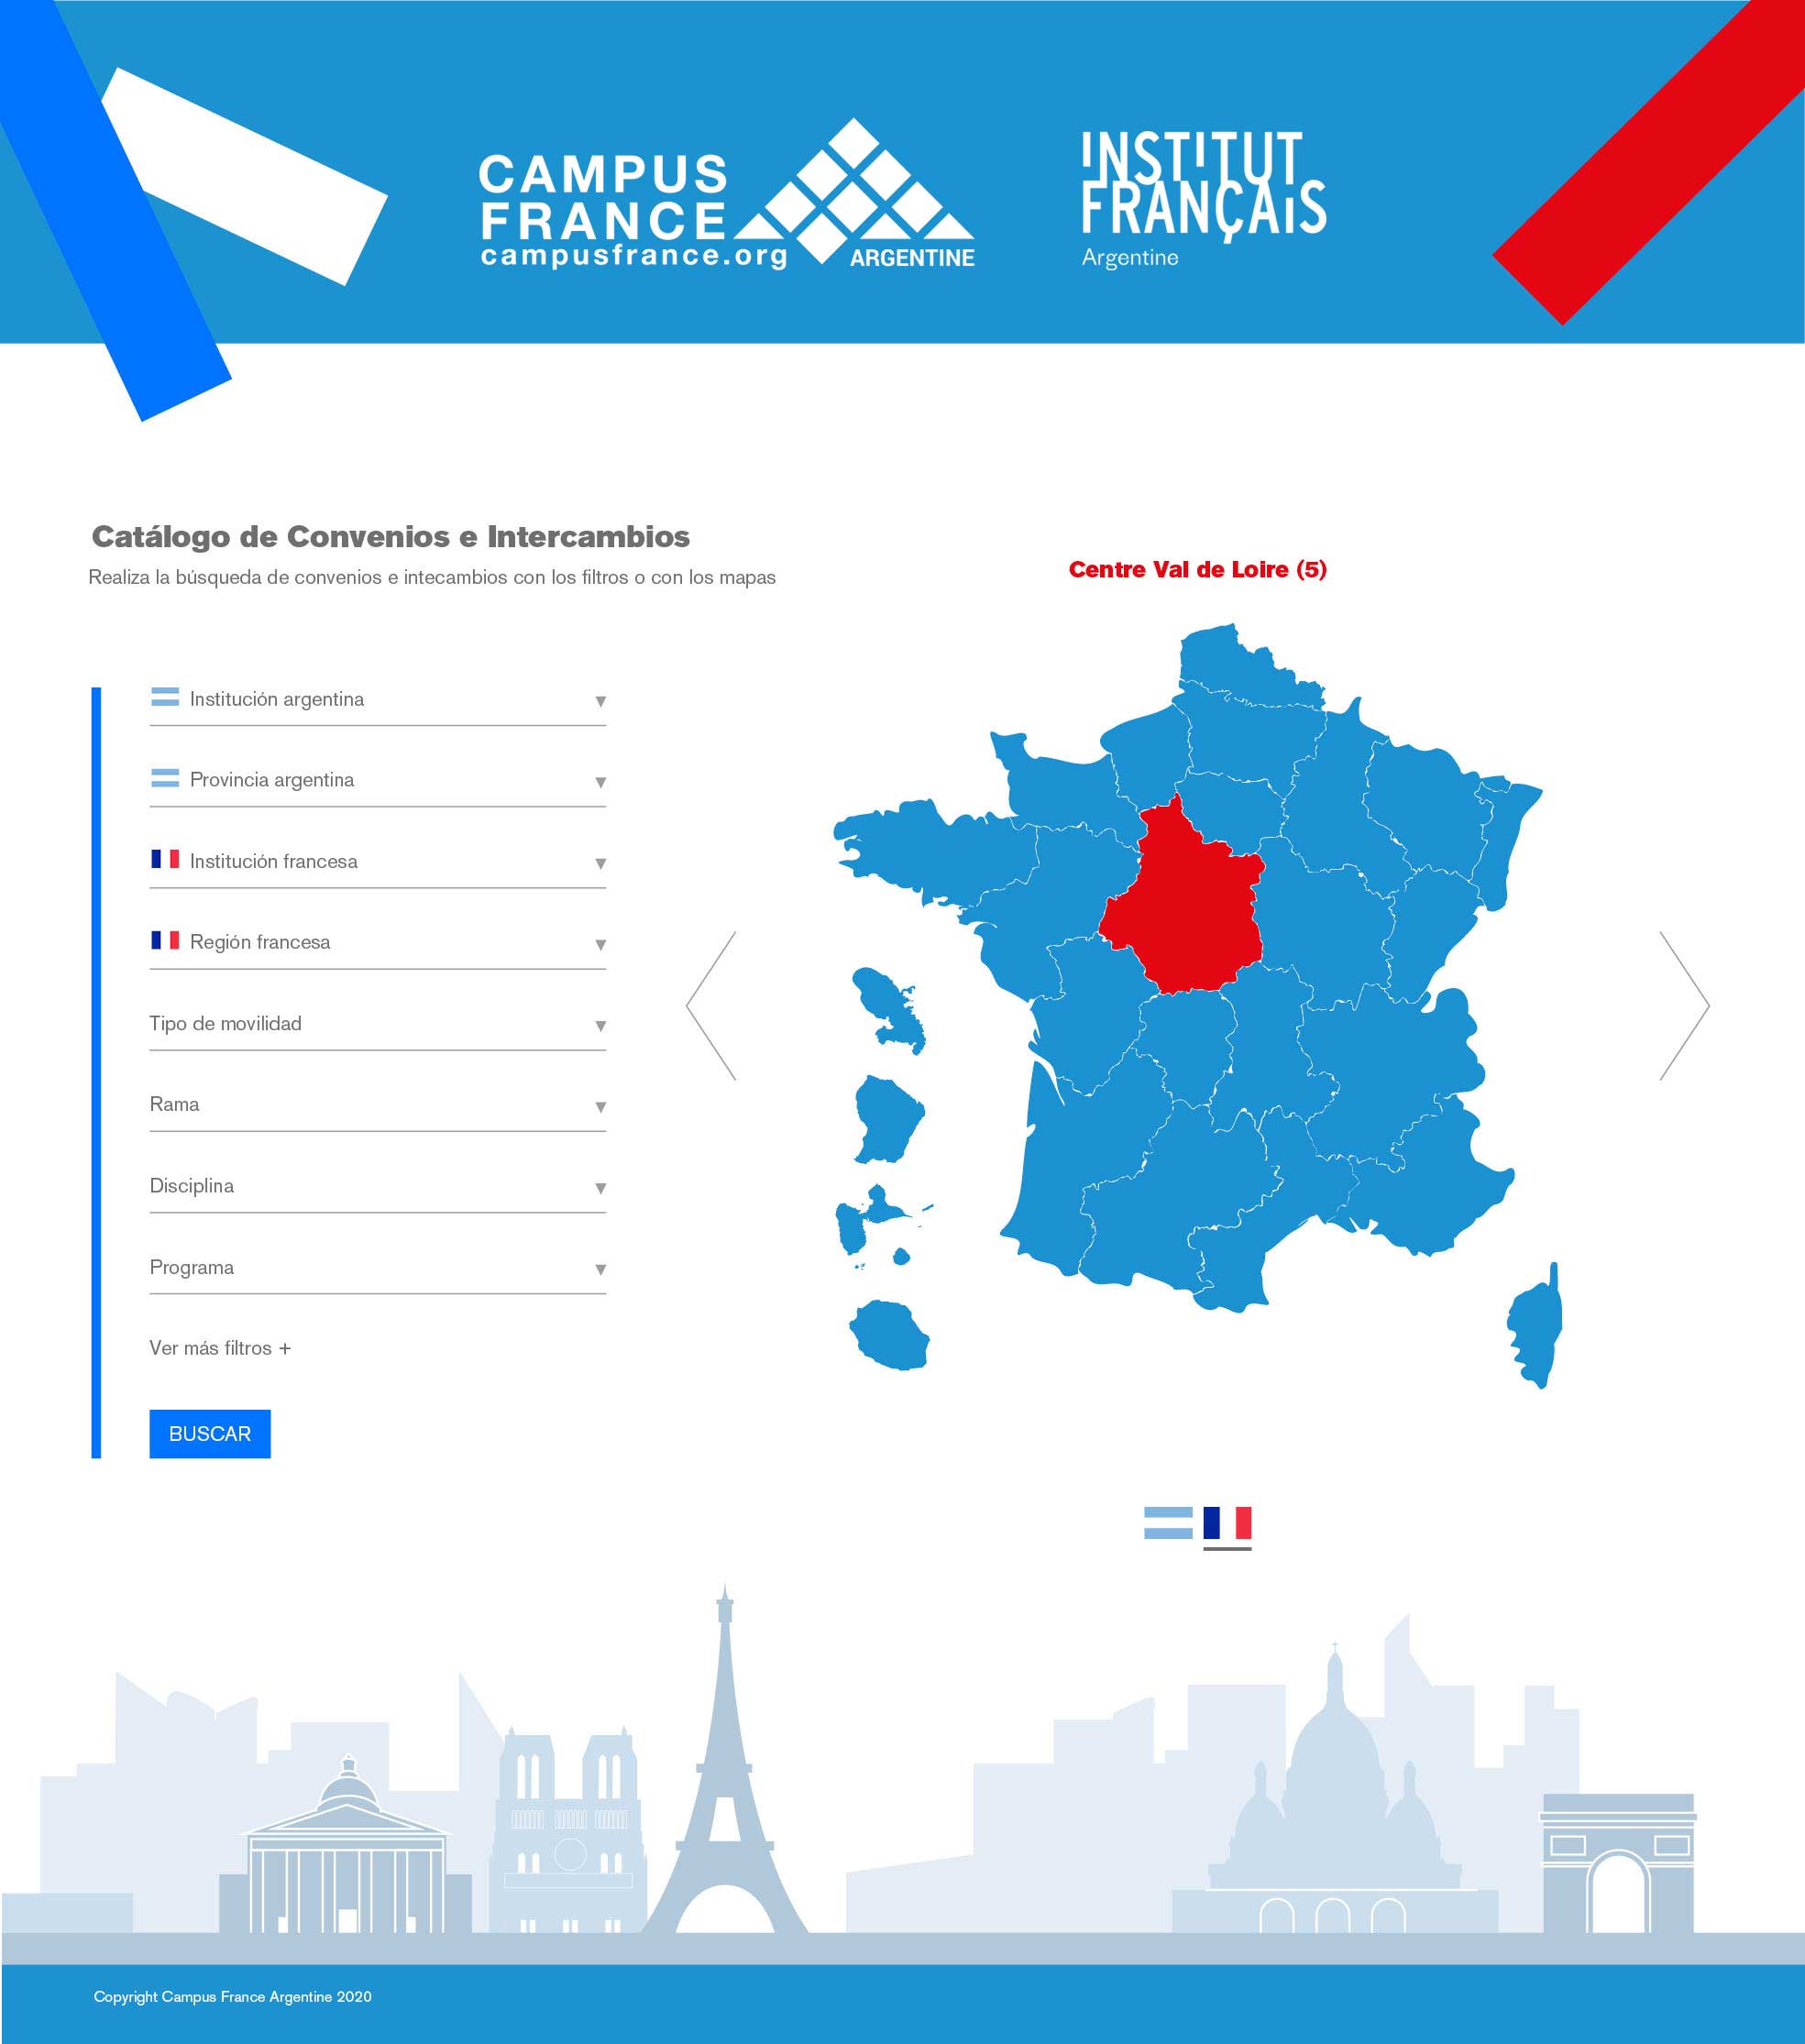 CAMPUS
FRANCE
campusfrance.org
ARGENTINE
INSTITUT
FRANÇAIS
Argentine
Catálogo de Convenios e Intercambios
Realiza la búsqueda de convenios e intecambios con los filtros o con los mapas
Centre Val de Loire (5)
Institución argentina
Provincia argentina
Institución francesa
Región francesa
Tipo de movilidad
Rama
Disciplina
Programa
Ver más filtros +
BUSCAR
Copyright Campus France Argentine 2020